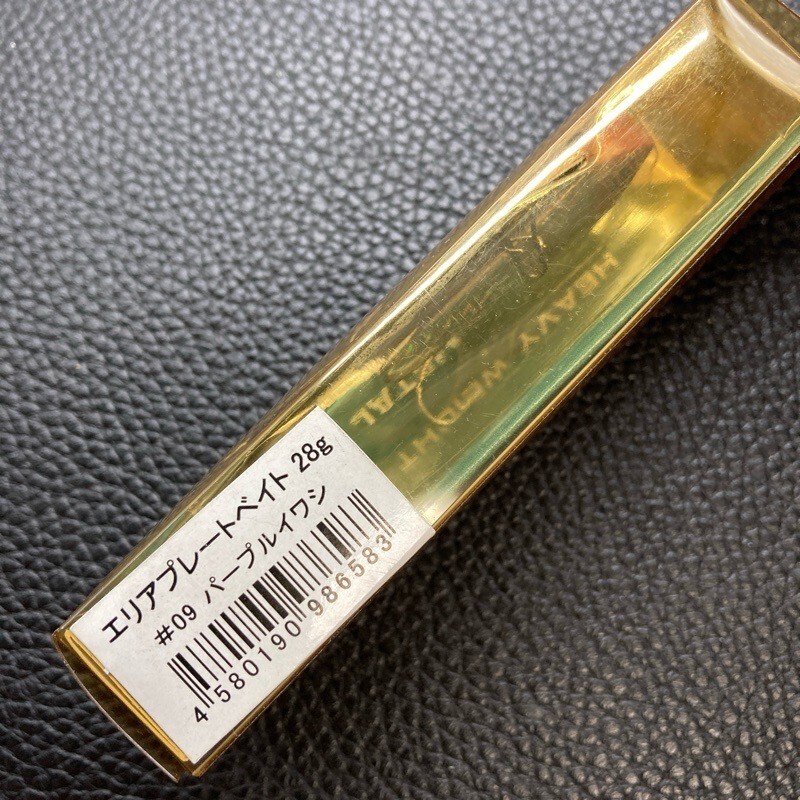 HEAVY WEIGHT
METAL
エリアプレートベイト 28g
#09 パープルイワシ
4 580190 986583